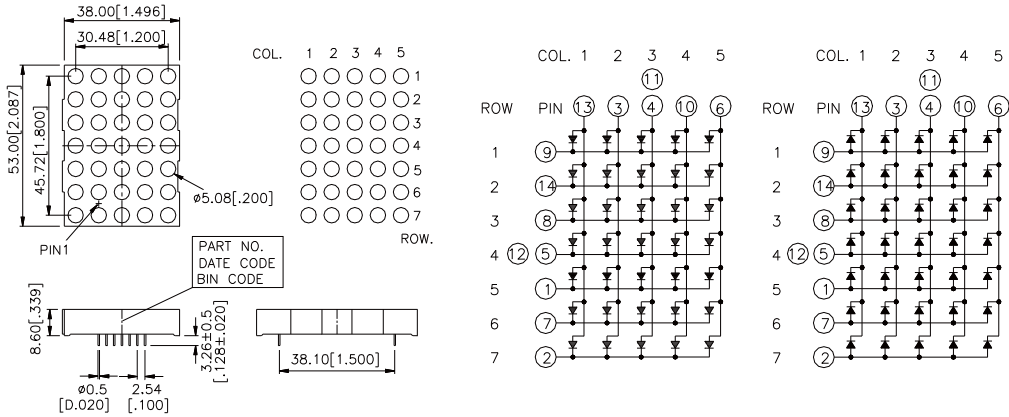 38.00[1.496]
30.48[1.200]
53.00[2.087]
45.72[1.800]
ø5.08[.200]
PIN1
COL. 1 2 3 4 5
1
2
3
4
5
6
7
ROW.
PART NO.
DATE CODE
BIN CODE
8.60[.339]
3.26±0.5
[.128±.020]
ø0.5
[D.020]
2.54
[.100]
38.10[1.500]
COL. 1 2 3 4 5
11
ROW PIN 13 3 4 10 6
1 9
2 14
3 8
4 12 5
5 1
6 7
7 2
COL. 1 2 3 4 5
11
ROW PIN 13 3 4 10 6
1 9
2 14
3 8
4 12 5
5 1
6 7
7 2